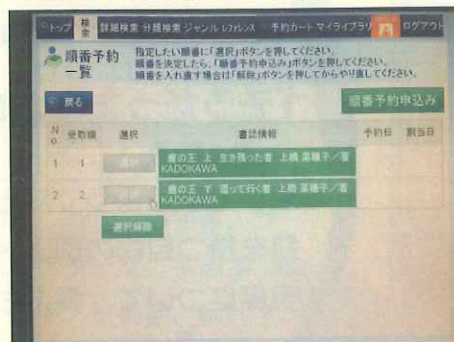 トップ 検索 詳細検索 分類検索 ジャンル レファレンス 予約カート マイライブラリ ログアウト
順番予約一覧
指定したい順番に「選択」ボタンを押してください。
順番を決定したら、「順番予約申込み」ボタンを押してください。
順番を入れ直す場合は「解除」ボタンを押してからやり直してください。
戻る 順番予約申込み
No 受取順 選択 書誌情報 予約日 割当日
1 1 選択 鹿の王 上 生き残った者 上橋 菜穂子/著
KADOKAWA
2 2 鹿の王 下 還って行く者 上橋 菜穂子/著
KADOKAWA
選択解除